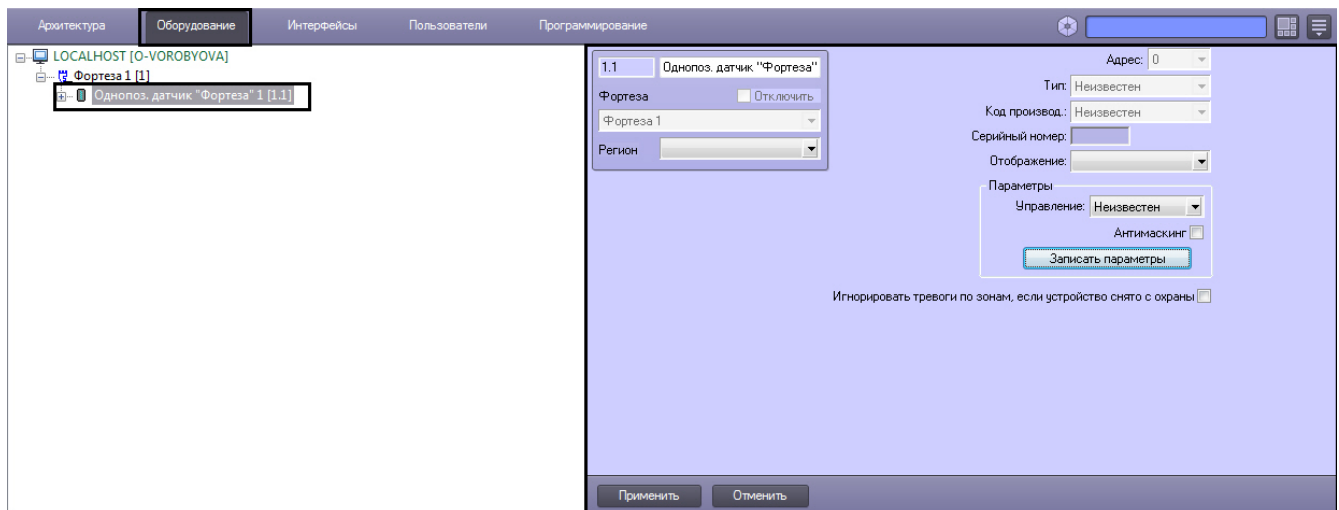 Архитектура Оборудование Интерфейсы Пользователи Программирование
LOCALHOST [O-VOROBYOVA]
Фортеза 1 [1]
Однопоз. датчик "Фортеза" 1 [1.1]
1.1 Однопоз. датчик "Фортеза"
Фортеза Отключить
Фортеза 1
Регион
Адрес: 0
Тип: Неизвестен
Код производ.: Неизвестен
Серийный номер:
Отображение:
Параметры
Управление: Неизвестен
Антимаскинг
Записать параметры
Игнорировать тревоги по зонам, если устройство снято с охраны
Применить Отменить